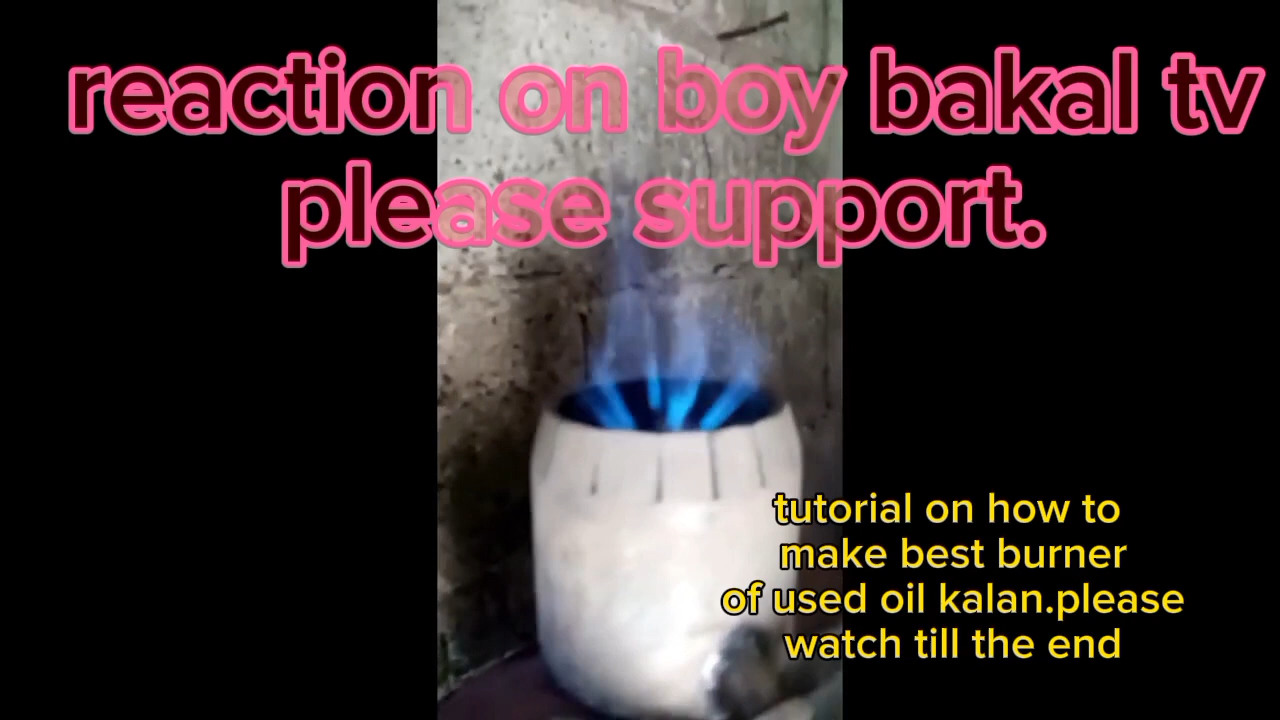 reaction on boy bakal tv
please support.
tutorial on how to
make best burner
of used oil kalan.please
watch till the end